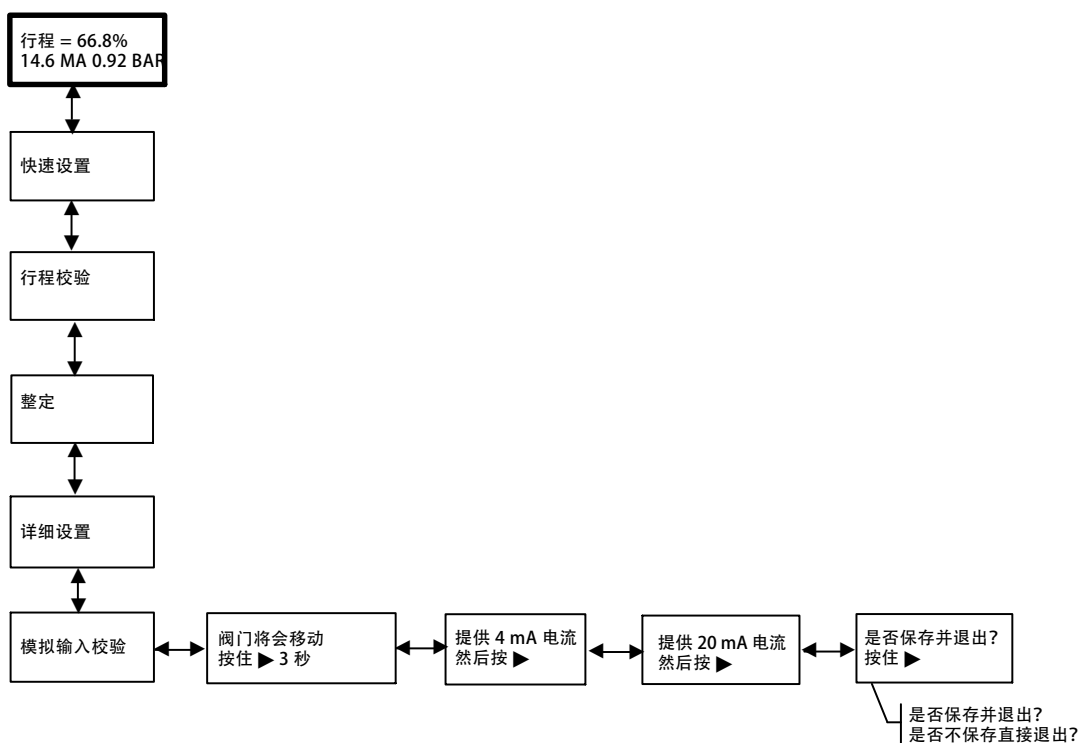 行程 = 66.8%
14.6 MA 0.92 BAR
快速设置
行程校验
整定
详细设置
模拟输入校验
阀门将会移动
按住 ▶ 3 秒
提供 4 mA 电流
然后按 ▶
提供 20 mA 电流
然后按 ▶
是否保存并退出?
按住 ▶
是否保存并退出?
是否不保存直接退出?